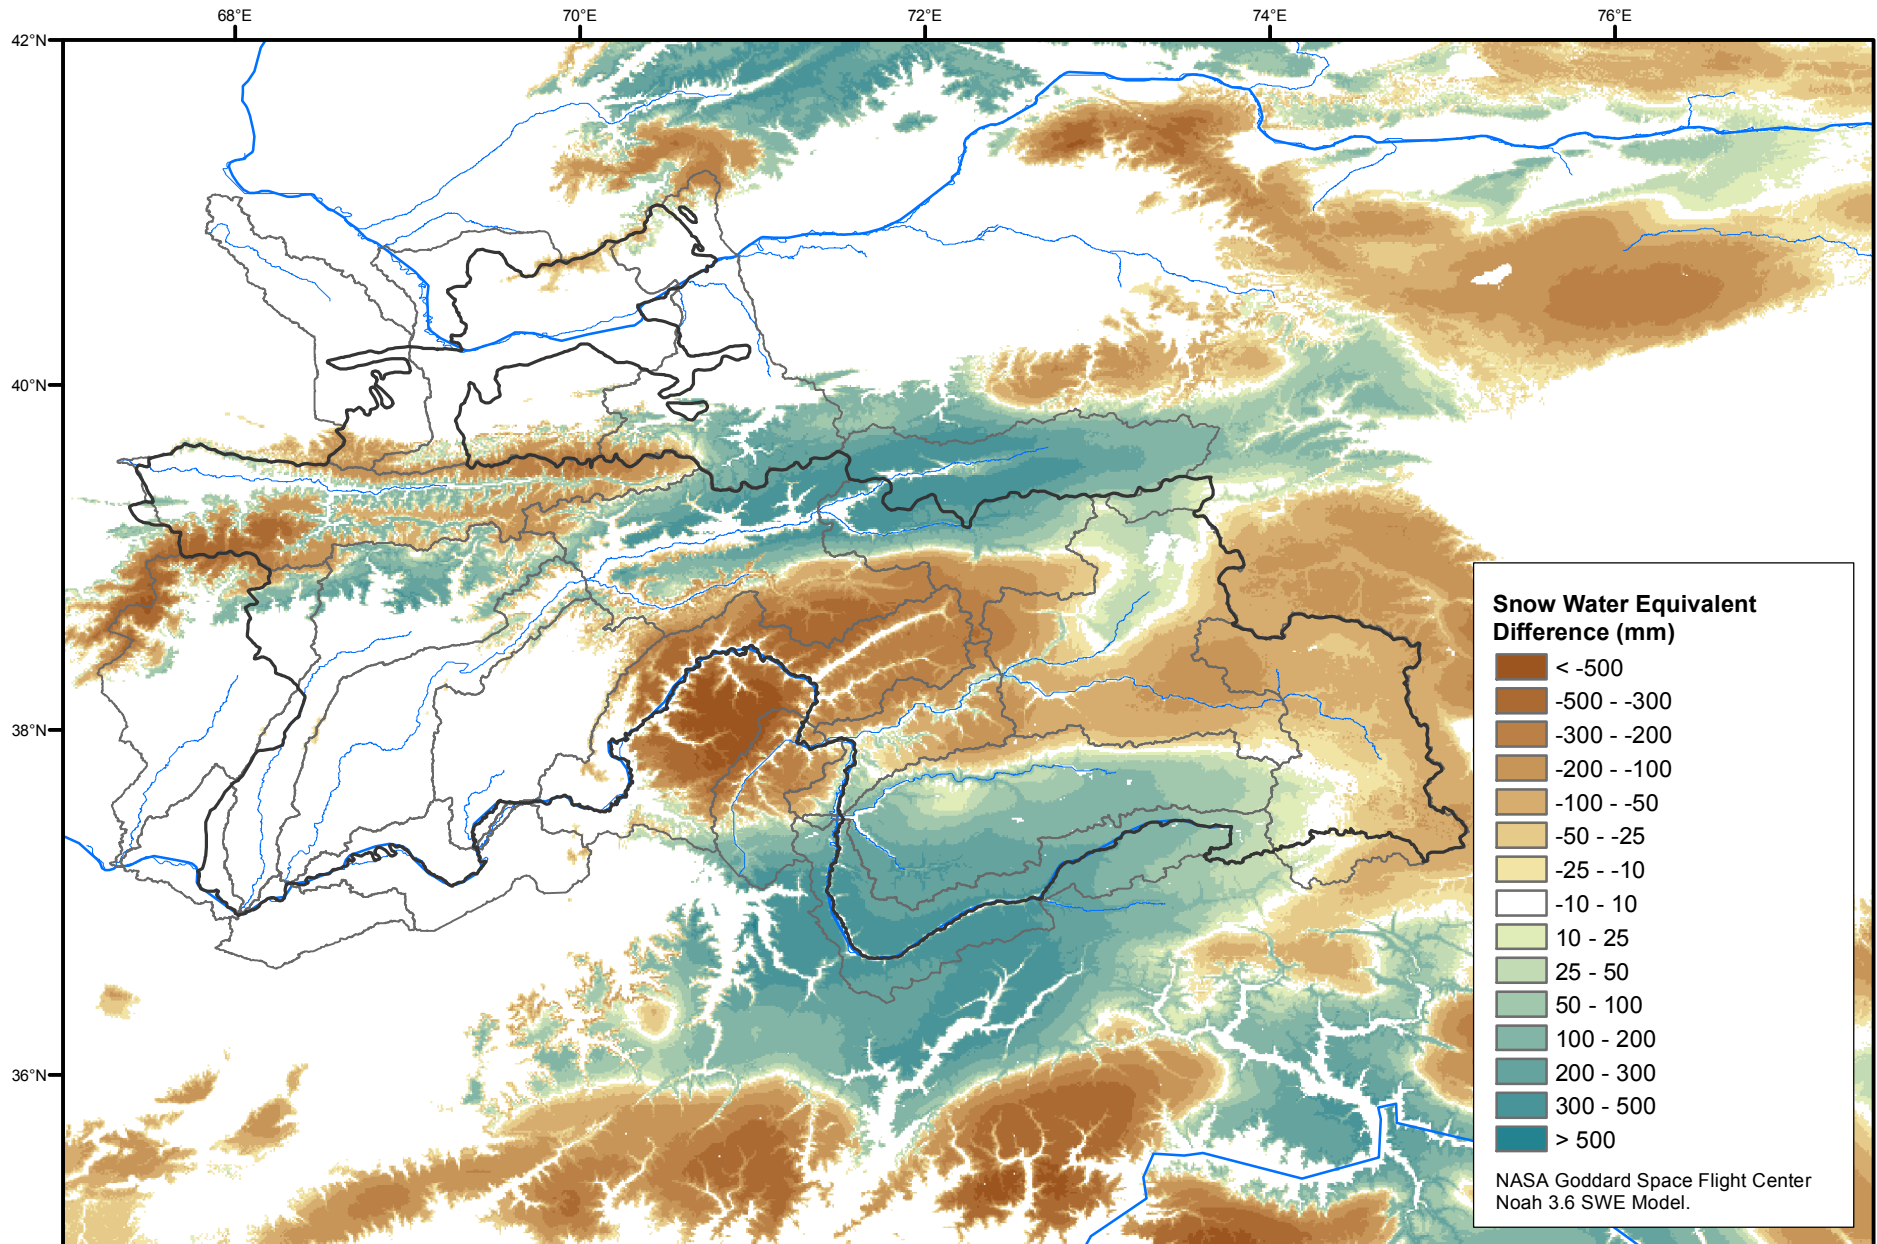 68°E
70°E
72°E
74°E
76°E
42°N
40°N
38°N
36°N
Snow Water Equivalent
Difference (mm)
< -500
-500 - -300
-300 - -200
-200 - -100
-100 - -50
-50 - -25
-25 - -10
-10 - 10
10 - 25
25 - 50
50 - 100
100 - 200
200 - 300
300 - 500
> 500
NASA Goddard Space Flight Center
Noah 3.6 SWE Model.